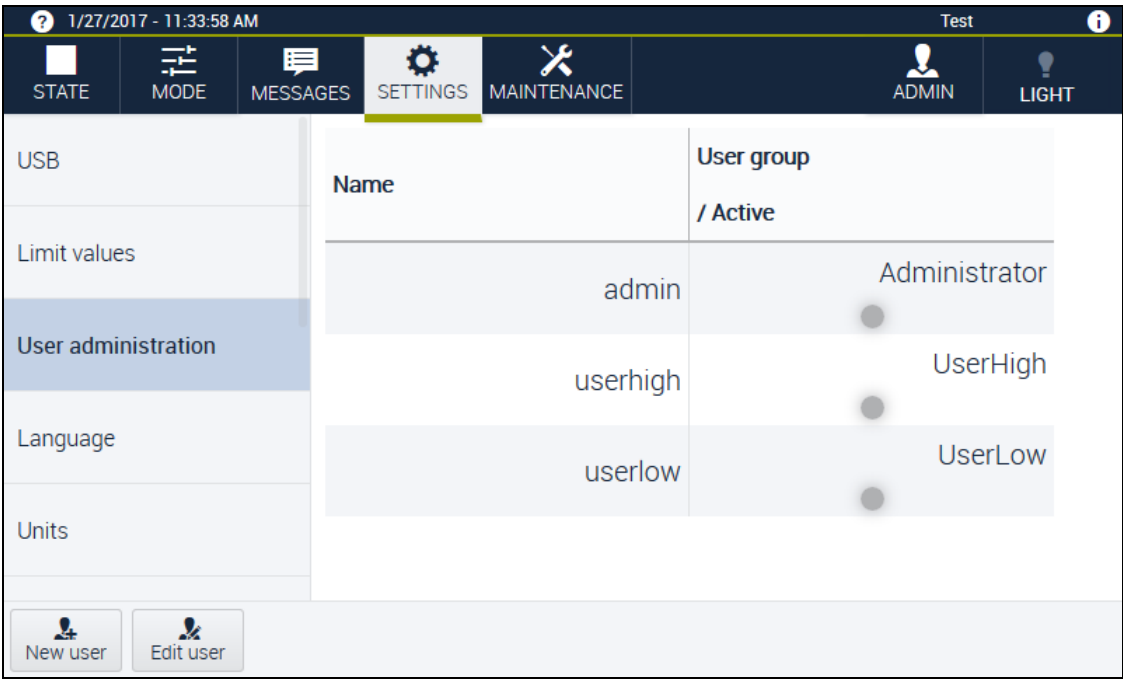 ? 1/27/2017 - 11:33:58 AM Test i
STATE MODE MESSAGES SETTINGS MAINTENANCE ADMIN LIGHT
USB
Limit values
User administration
Language
Units
Name User group
/ Active
admin Administrator
userhigh UserHigh
userlow UserLow
New user Edit user